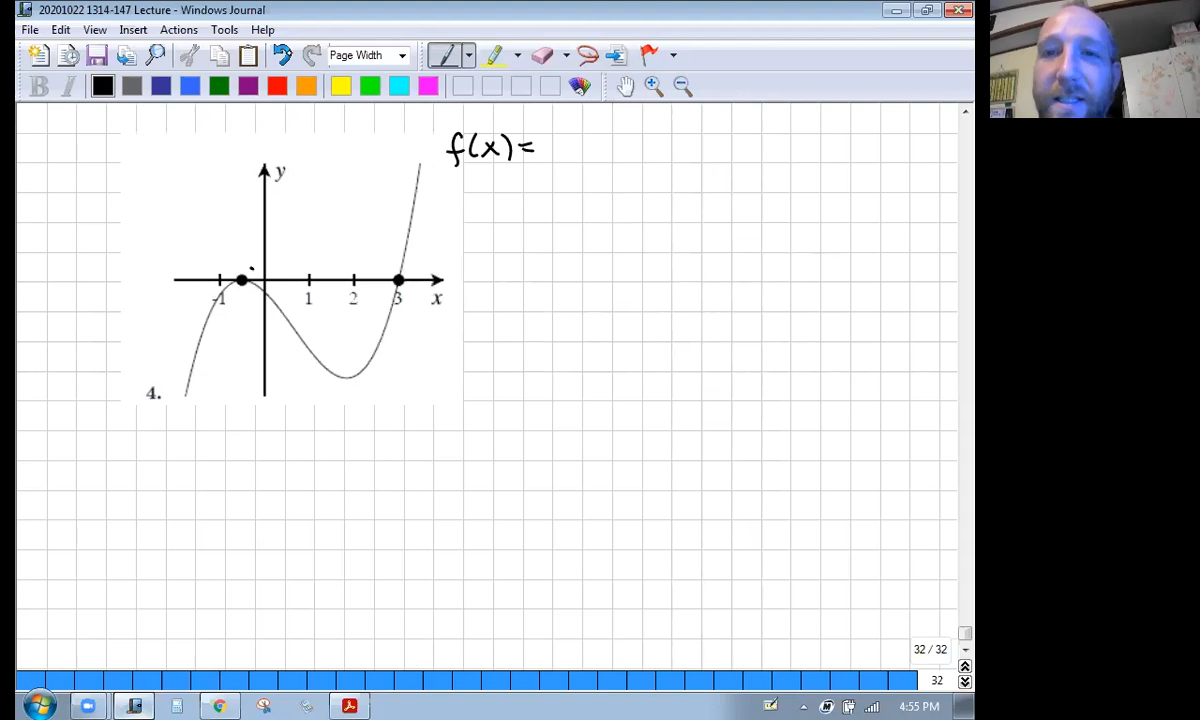 20201022 1314-147 Lecture - Windows Journal
File Edit View Insert Actions Tools Help
Page Width
B I
f(x)=
y
-1 1 2 3 x
4.
32 / 32
32
4:55 PM